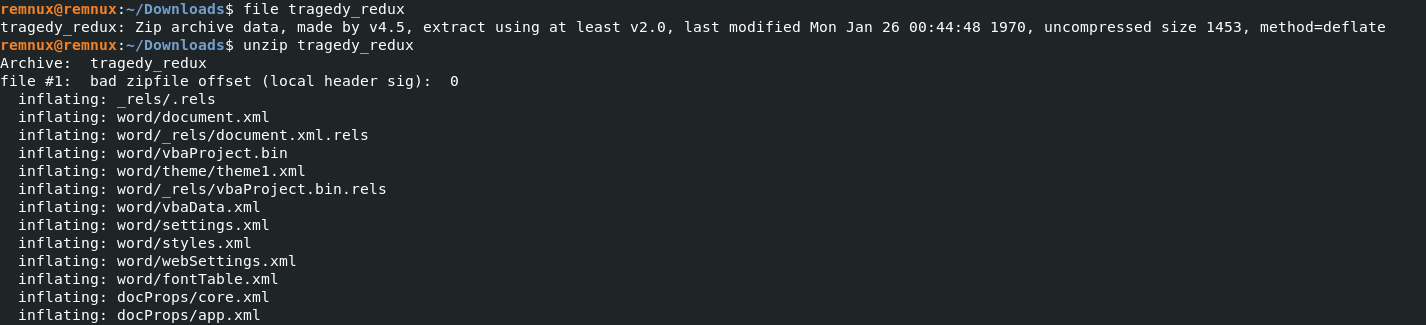 remnux@remnux:~/Downloads$ file tragedy_redux
tragedy_redux: Zip archive data, made by v4.5, extract using at least v2.0, last modified Mon Jan 26 00:44:48 1970, uncompressed size 1453, method=deflate
remnux@remnux:~/Downloads$ unzip tragedy_redux
Archive:  tragedy_redux
file #1:  bad zipfile offset (local header sig):  0
  inflating: _rels/.rels
  inflating: word/document.xml
  inflating: word/_rels/document.xml.rels
  inflating: word/vbaProject.bin
  inflating: word/theme/theme1.xml
  inflating: word/_rels/vbaProject.bin.rels
  inflating: word/vbaData.xml
  inflating: word/settings.xml
  inflating: word/styles.xml
  inflating: word/webSettings.xml
  inflating: word/fontTable.xml
  inflating: docProps/core.xml
  inflating: docProps/app.xml